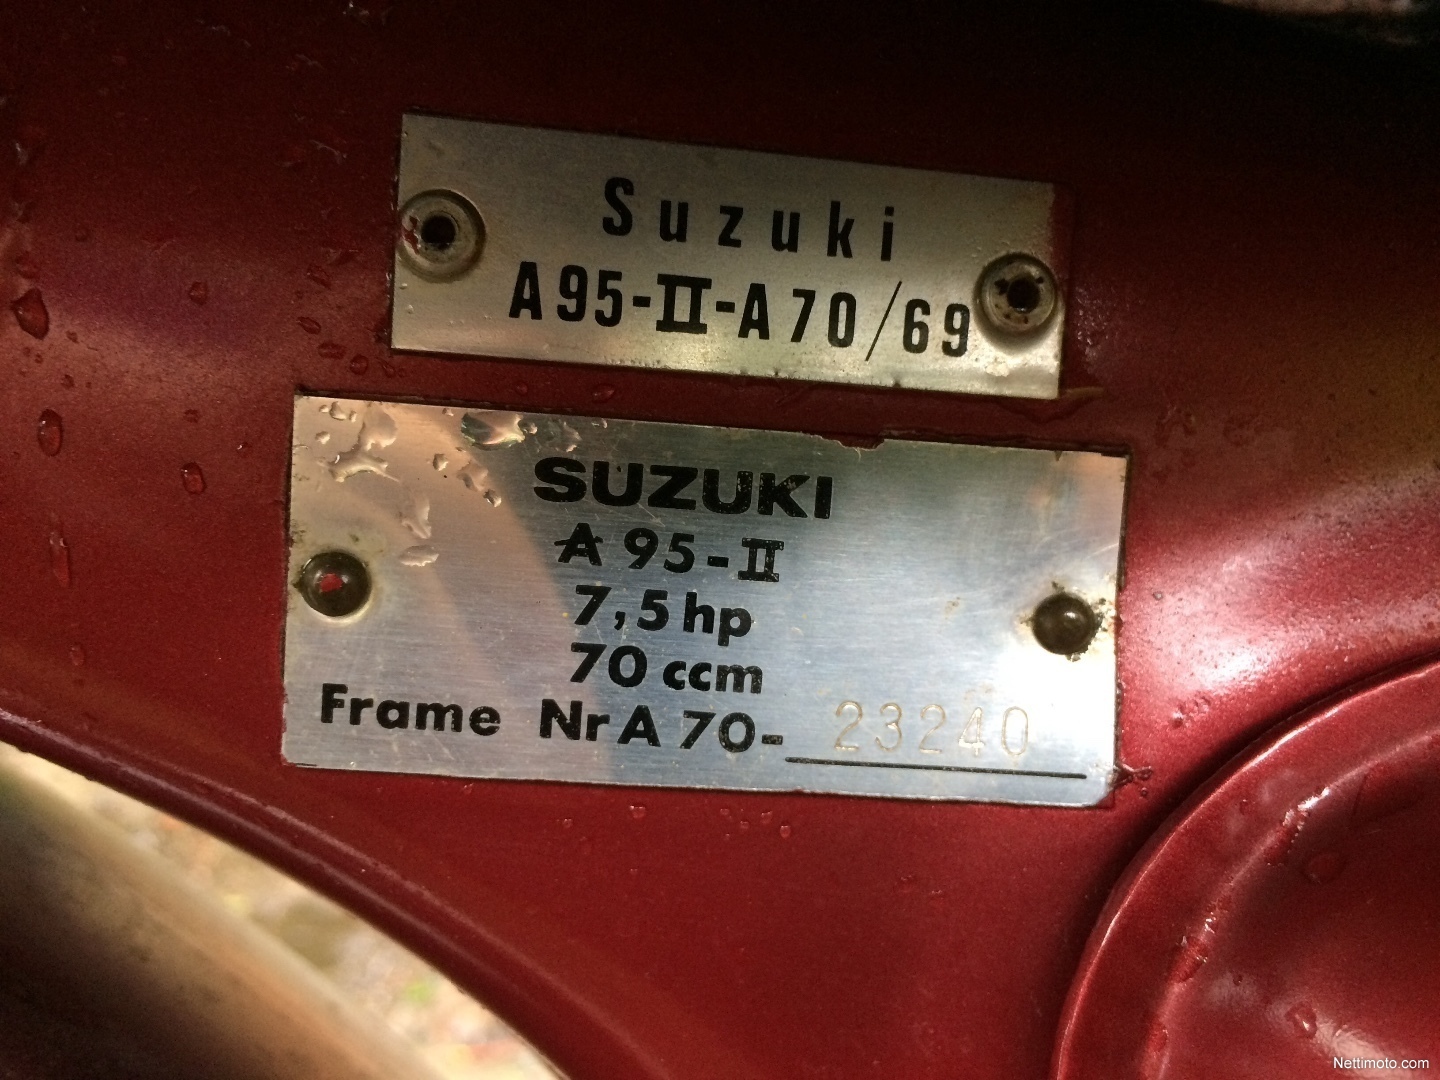 Suzuki
A95-II-A70/69
SUZUKI
A 95-II
7,5 hp
70 ccm
Frame Nr A 70- 23240
Nettimoto.com